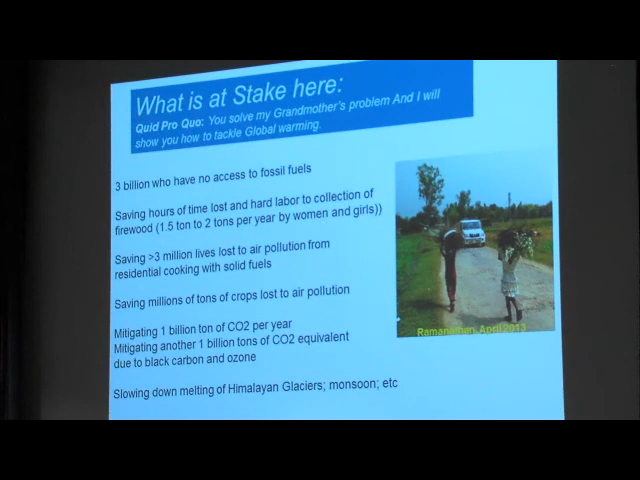 What is at Stake here:
Quid Pro Quo: You solve my Grandmother's problem And I will
show you how to tackle Global warming.
3 billion who have no access to fossil fuels
Saving hours of time lost and hard labor to collection of
firewood (1.5 ton to 2 tons per year by women and girls))
Saving >3 million lives lost to air pollution from
residential cooking with solid fuels
Saving millions of tons of crops lost to air pollution
Mitigating 1 billion ton of CO2 per year
Mitigating another 1 billion tons of CO2 equivalent
due to black carbon and ozone
Slowing down melting of Himalayan Glaciers; monsoon; etc
Ramanathan, April2013